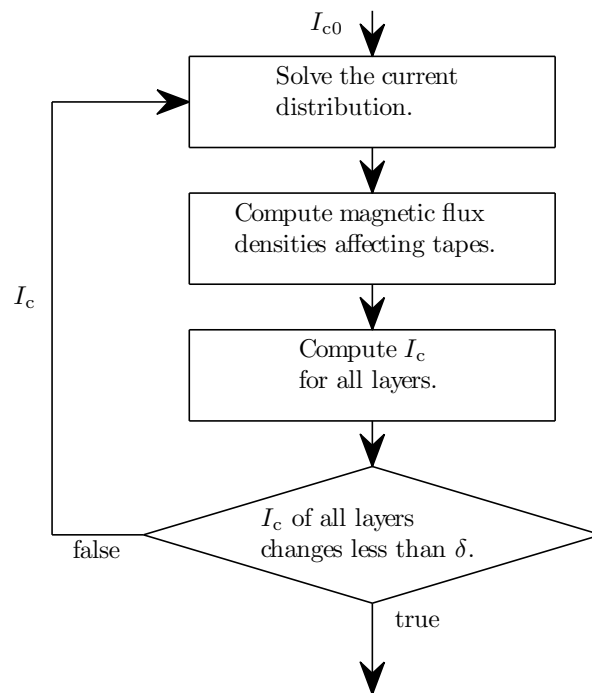 I_c0
Solve the current
distribution.
Compute magnetic flux
densities affecting tapes.
I_c
Compute I_c
for all layers.
I_c of all layers
changes less than δ.
false
true